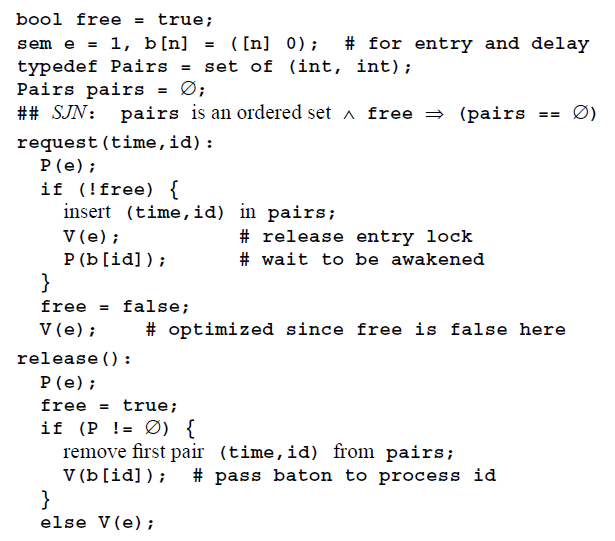 bool free = true;
sem e = 1, b[n] = ([n] 0);  # for entry and delay
typedef Pairs = set of (int, int);
Pairs pairs = ∅;
## SJN:  pairs is an ordered set ∧ free ⇒ (pairs == ∅)
request(time,id):
  P(e);
  if (!free) {
    insert (time,id) in pairs;
    V(e);          # release entry lock
    P(b[id]);      # wait to be awakened
  }
  free = false;
  V(e);    # optimized since free is false here
release():
  P(e);
  free = true;
  if (P != ∅) {
    remove first pair (time,id) from pairs;
    V(b[id]);  # pass baton to process id
  }
  else V(e);